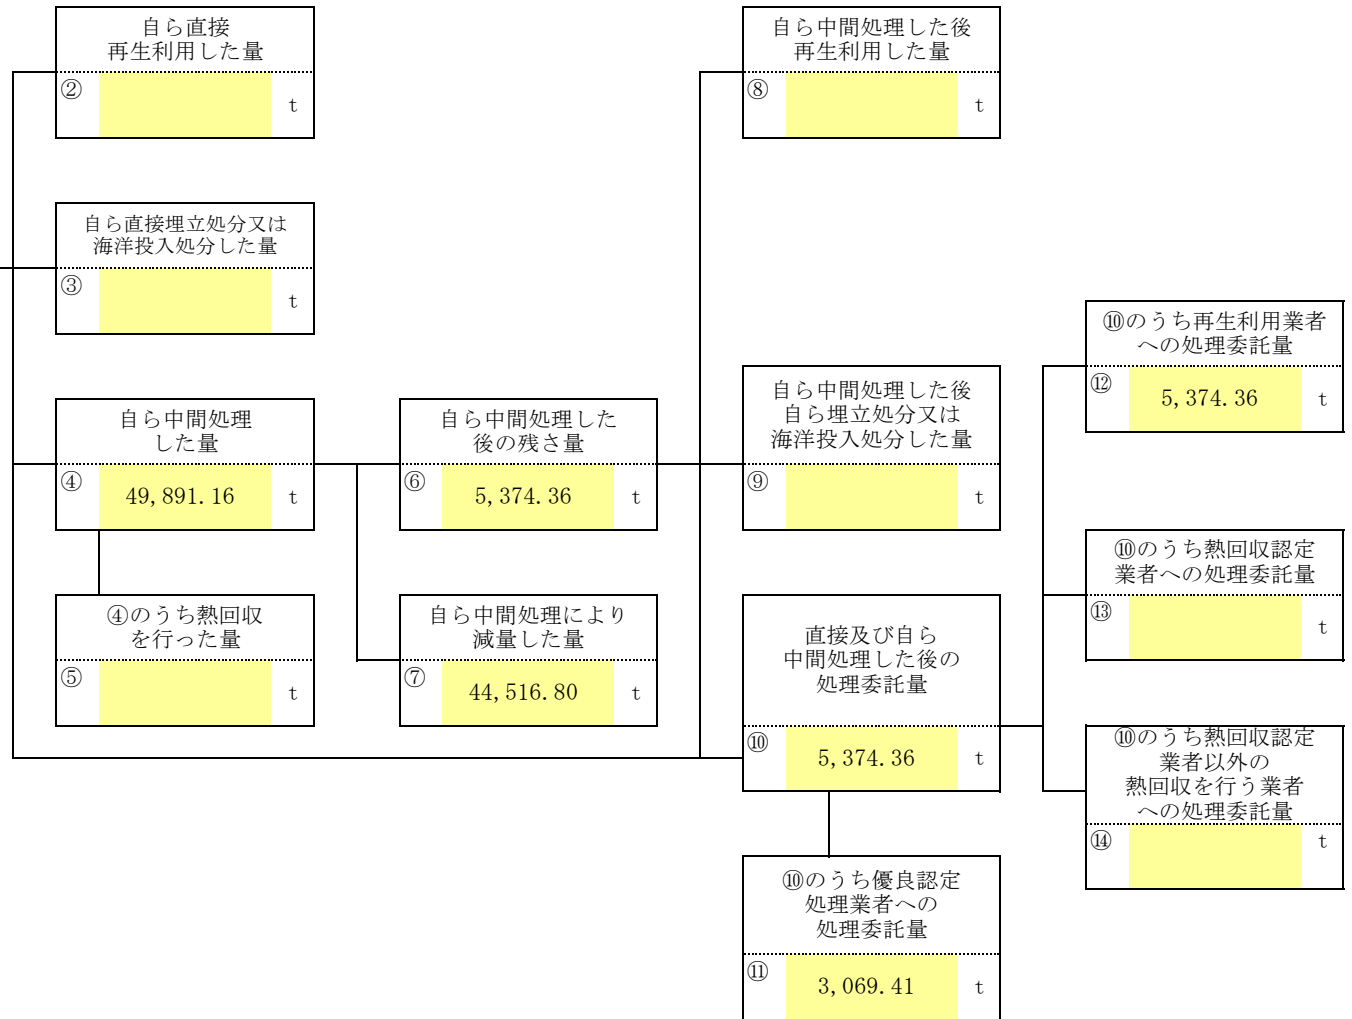 自ら直接
再生利用した量
②
t
自ら直接埋立処分又は
海洋投入処分した量
③
t
自ら中間処理
した量
④
49,891.16
t
④のうち熱回収
を行った量
⑤
t
自ら中間処理した
後の残さ量
⑥
5,374.36
t
自ら中間処理により
減量した量
⑦
44,516.80
t
自ら中間処理した後
再生利用した量
⑧
t
自ら中間処理した後
自ら埋立処分又は
海洋投入処分した量
⑨
t
直接及び自ら
中間処理した後の
処理委託量
⑩
5,374.36
t
⑩のうち優良認定
処理業者への
処理委託量
⑪
3,069.41
t
⑩のうち再生利用業者
への処理委託量
⑫
5,374.36
t
⑩のうち熱回収認定
業者への処理委託量
⑬
t
⑩のうち熱回収認定
業者以外の
熱回収を行う業者
への処理委託量
⑭
t